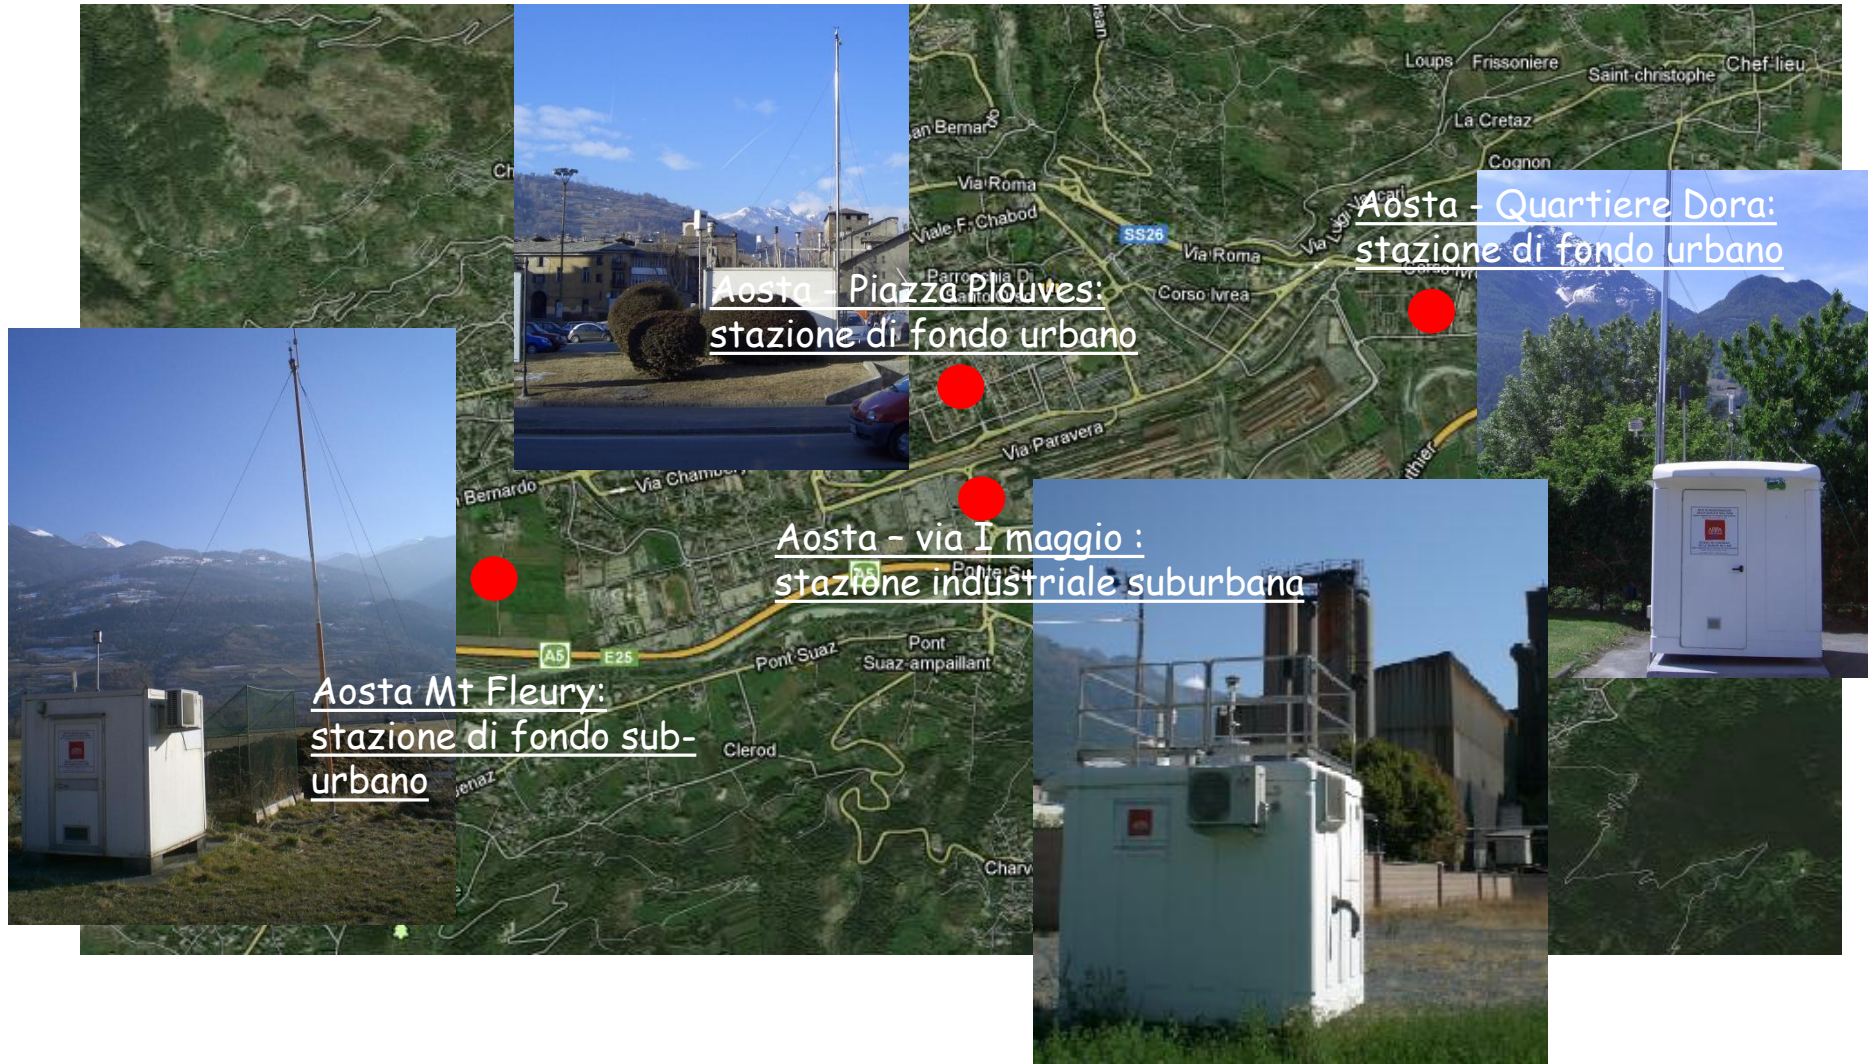 Loups
Frissoniere
Saint-christophe
Chef-lieu
La Cretaz
Cognon
Via Roma
Viale F. Chabod
SS26
Via Roma
Corso Ivrea
Aosta - Quartiere Dora:
stazione di fondo urbano
Aosta - Piazza Plouves:
stazione di fondo urbano
Via Paravera
Via Chambery
Bernardo
Aosta - via I maggio :
stazione industriale suburbana
A5
A5
E25
Pont Suaz
Pont
Suaz-ampaillant
Aosta Mt Fleury:
stazione di fondo sub-
urbano
Clerod